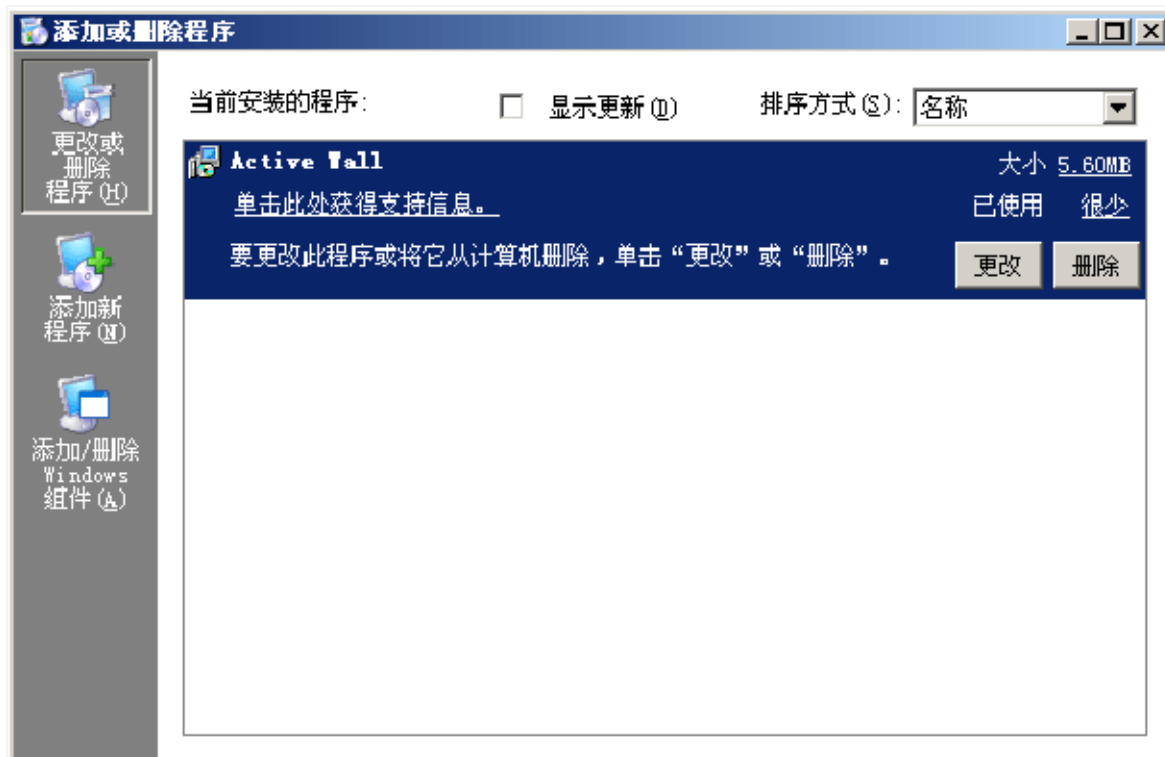 添加或删除程序
更改或
删除
程序(H)
添加新
程序(N)
添加/删除
Windows
组件(A)
当前安装的程序:
显示更新(D)
排序方式(S):
名称
Active Wall
大小 5.60MB
单击此处获得支持信息。
已使用 很少
要更改此程序或将它从计算机删除，单击“更改”或“删除”。
更改
删除